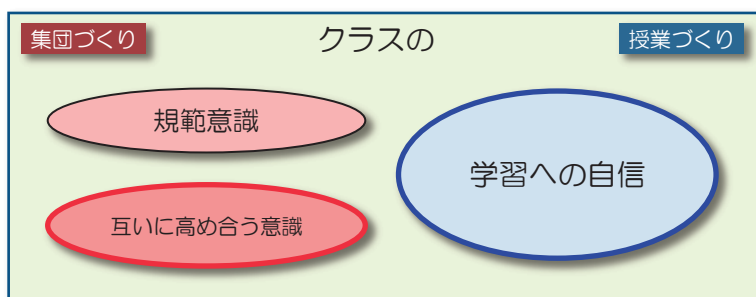 集団づくり
クラスの
授業づくり
規範意識
互いに高め合う意識
学習への自信